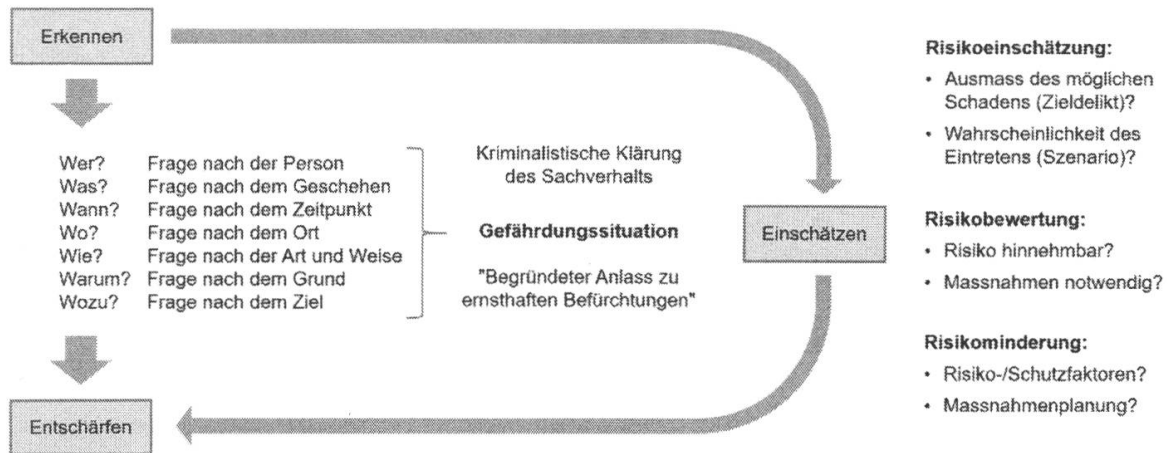 Erkennen
Wer? Frage nach der Person
Was? Frage nach dem Geschehen
Wann? Frage nach dem Zeitpunkt
Wo? Frage nach dem Ort
Wie? Frage nach der Art und Weise
Warum? Frage nach dem Grund
Wozu? Frage nach dem Ziel
Entschärfen
Kriminalistische Klärung
des Sachverhalts
Gefährdungssituation
"Begründeter Anlass zu
ernsthaften Befürchtungen"
Einschätzen
Risikoeinschätzung:
• Ausmass des möglichen
Schadens (Zieldelikt)?
• Wahrscheinlichkeit des
Eintretens (Szenario)?
Risikobewertung:
• Risiko hinnehmbar?
• Massnahmen notwendig?
Risikominderung:
• Risiko-/Schutzfaktoren?
• Massnahmenplanung?